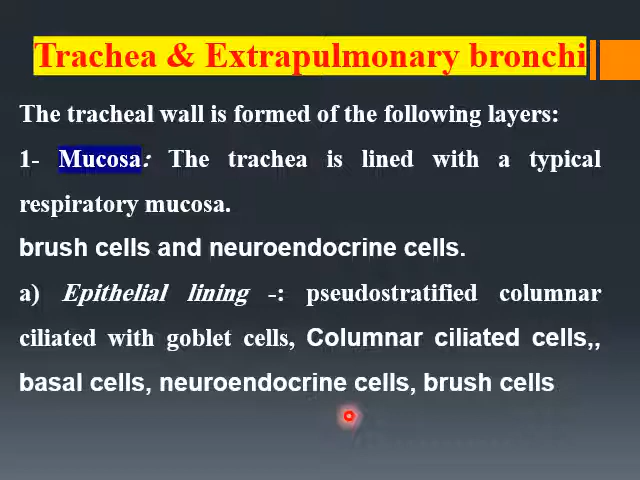 Trachea & Extrapulmonary bronchi
The tracheal wall is formed of the following layers:
1- Mucosa: The trachea is lined with a typical
respiratory mucosa.
brush cells and neuroendocrine cells.
a) Epithelial lining -: pseudostratified columnar
ciliated with goblet cells, Columnar ciliated cells,,
basal cells, neuroendocrine cells, brush cells